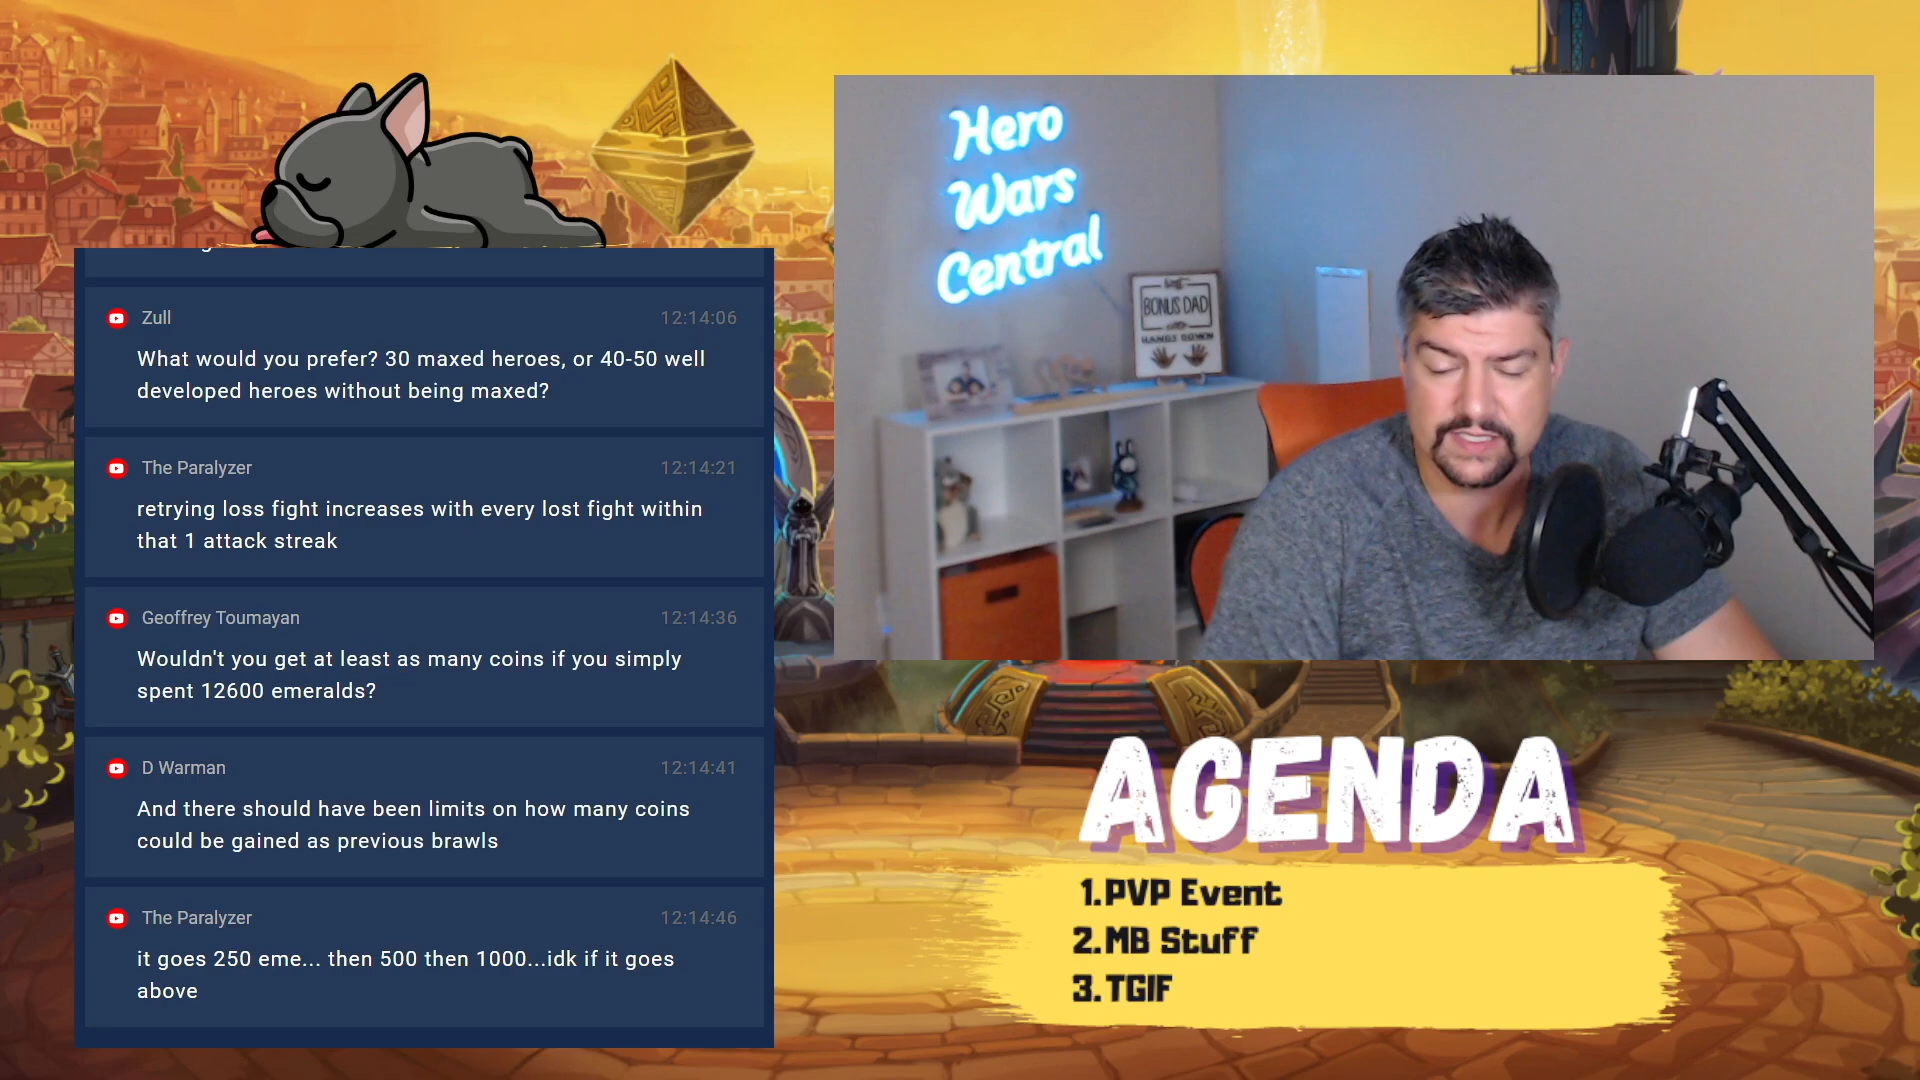 Zull 12:14:06
What would you prefer? 30 maxed heroes, or 40-50 well
developed heroes without being maxed?
The Paralyzer 12:14:21
retrying loss fight increases with every lost fight within
that 1 attack streak
Geoffrey Toumayan 12:14:36
Wouldn't you get at least as many coins if you simply
spent 12600 emeralds?
D Warman 12:14:41
And there should have been limits on how many coins
could be gained as previous brawls
The Paralyzer 12:14:46
it goes 250 eme... then 500 then 1000...idk if it goes
above
Hero
Wars
Central
BONUS DAD
HANDS DOWN
AGENDA
1.PVP Event
2.MB Stuff
3.TGIF